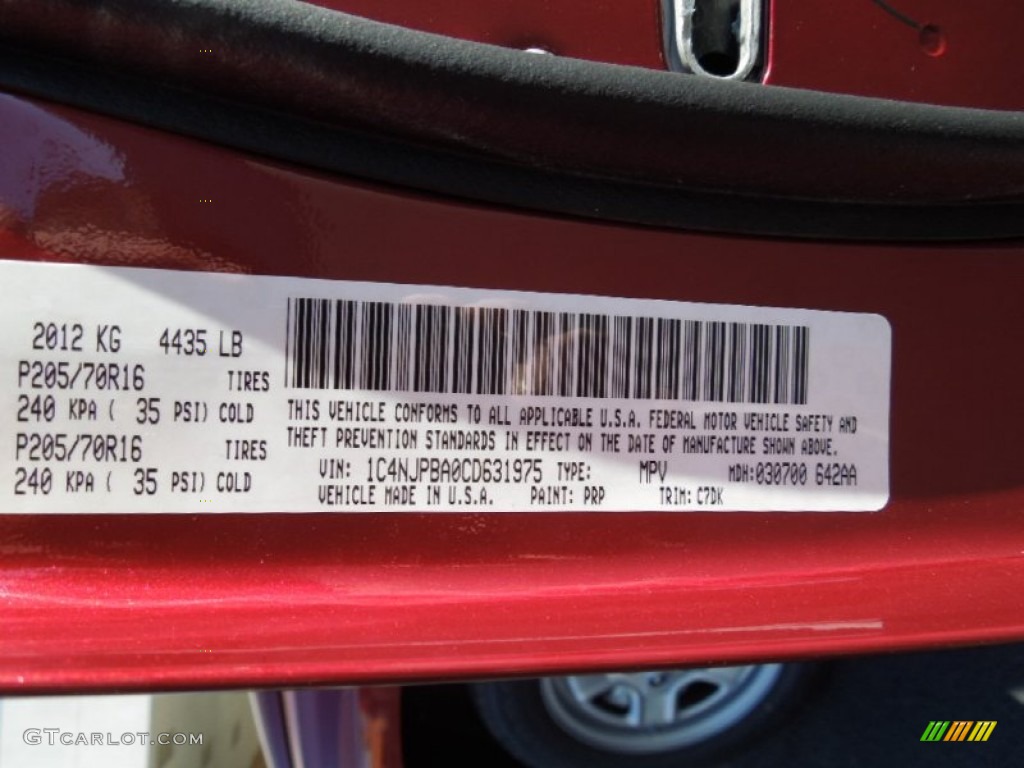 2012 KG 4435 LB
P205/70R16 TIRES
240 KPA ( 35 PSI) COLD
P205/70R16 TIRES
240 KPA ( 35 PSI) COLD
THIS VEHICLE CONFORMS TO ALL APPLICABLE U.S.A. FEDERAL MOTOR VEHICLE SAFETY AND
THEFT PREVENTION STANDARDS IN EFFECT ON THE DATE OF MANUFACTURE SHOWN ABOVE.
VIN: 1C4NJPBA0CD631975 TYPE: MPV MDH:030700 642AA
VEHICLE MADE IN U.S.A. PAINT: PRP TRIM: C7DK
GTCARLOT.COM